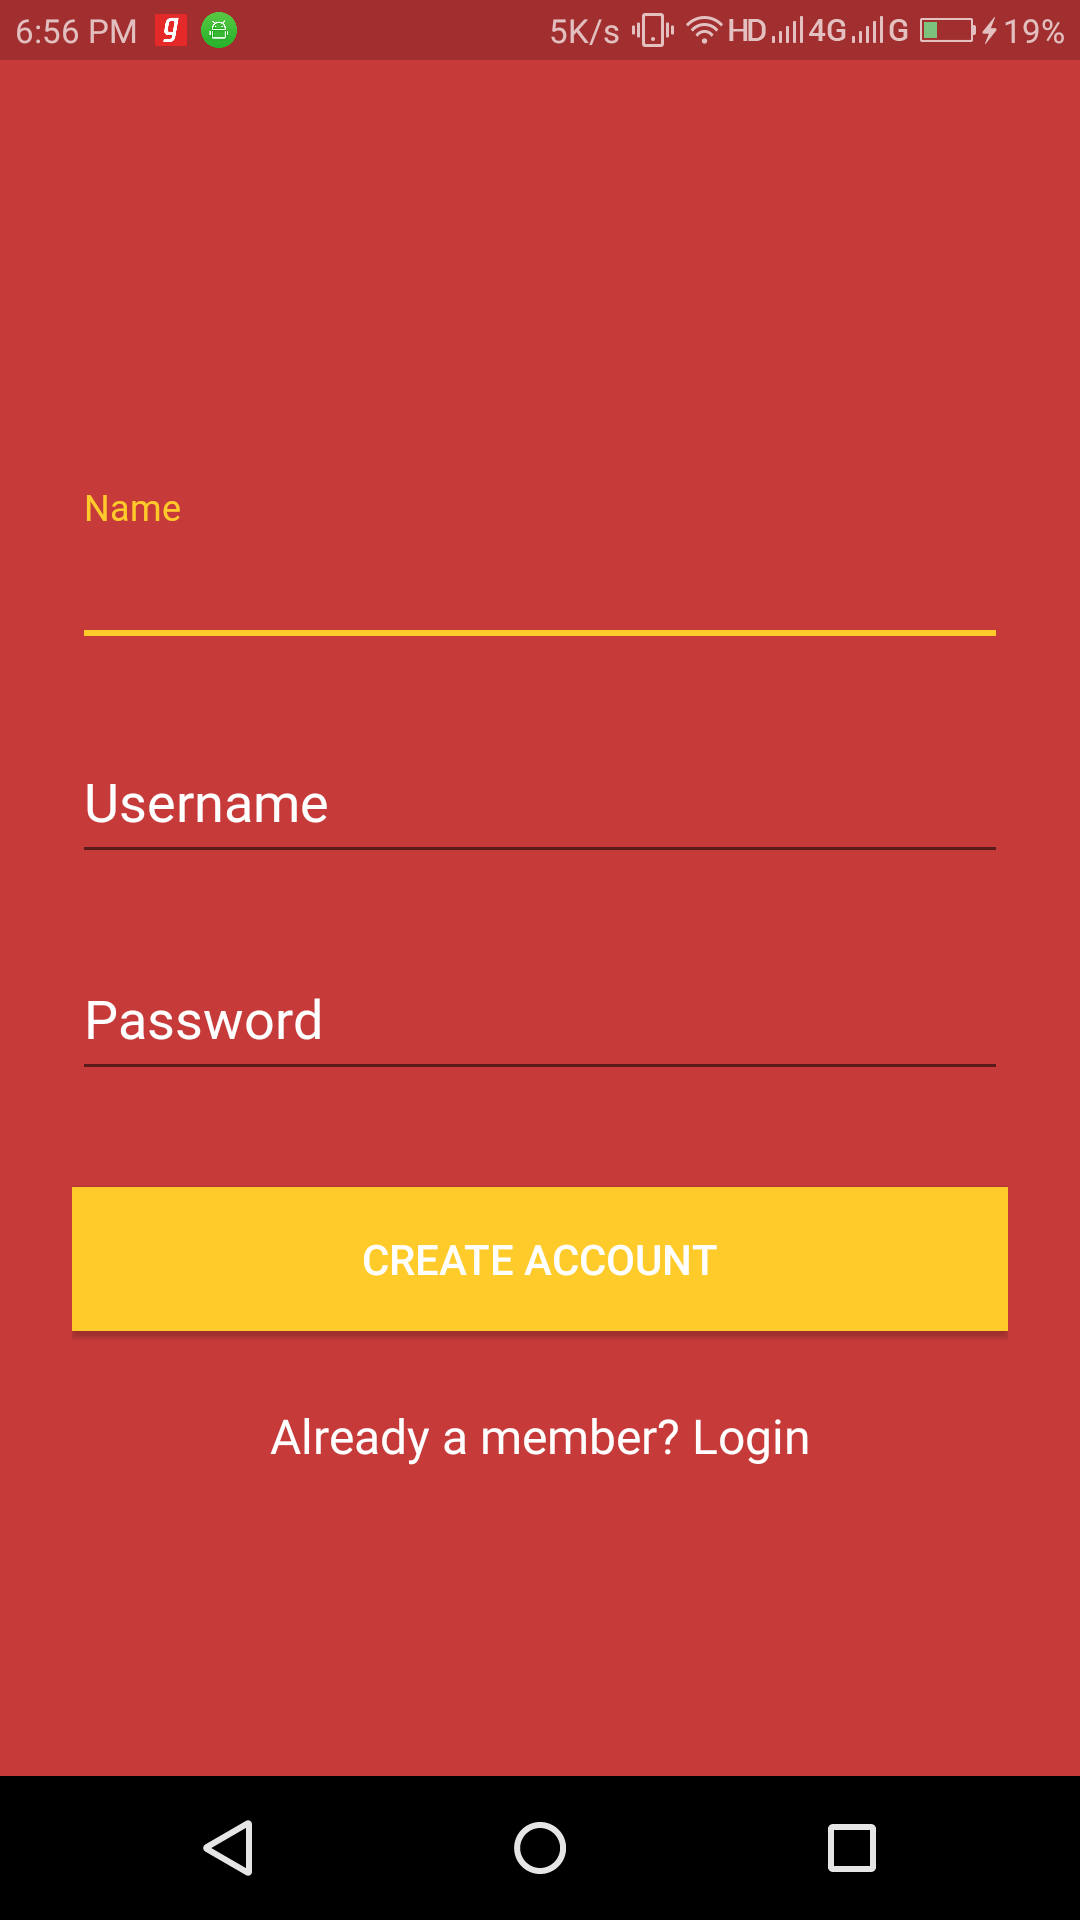 6:56 PM g 5K/s HD 4G G 19%
Name
Username
Password
CREATE ACCOUNT
Already a member? Login